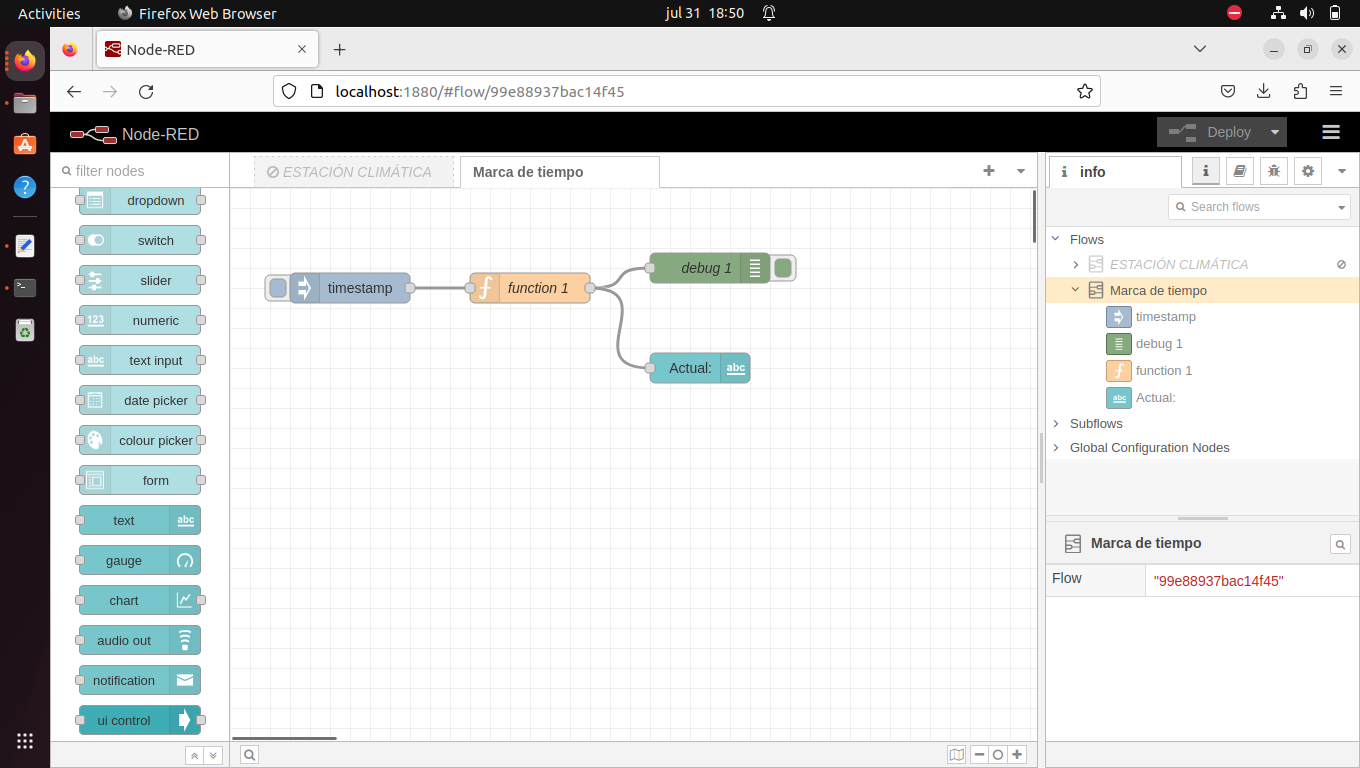 Activities
Firefox Web Browser
jul 31 18:50
Node-RED
localhost:1880/#flow/99e88937bac14f45
Node-RED
Deploy
filter nodes
ESTACIÓN CLIMÁTICA
Marca de tiempo
info
dropdown
switch
slider
123
numeric
abc
text input
date picker
colour picker
form
text
abc
gauge
chart
audio out
notification
ui control
timestamp
function 1
debug 1
Actual:
abc
Search flows
Flows
ESTACIÓN CLIMÁTICA
Marca de tiempo
timestamp
debug 1
function 1
abc
Actual:
Subflows
Global Configuration Nodes
Marca de tiempo
Flow
"99e88937bac14f45"